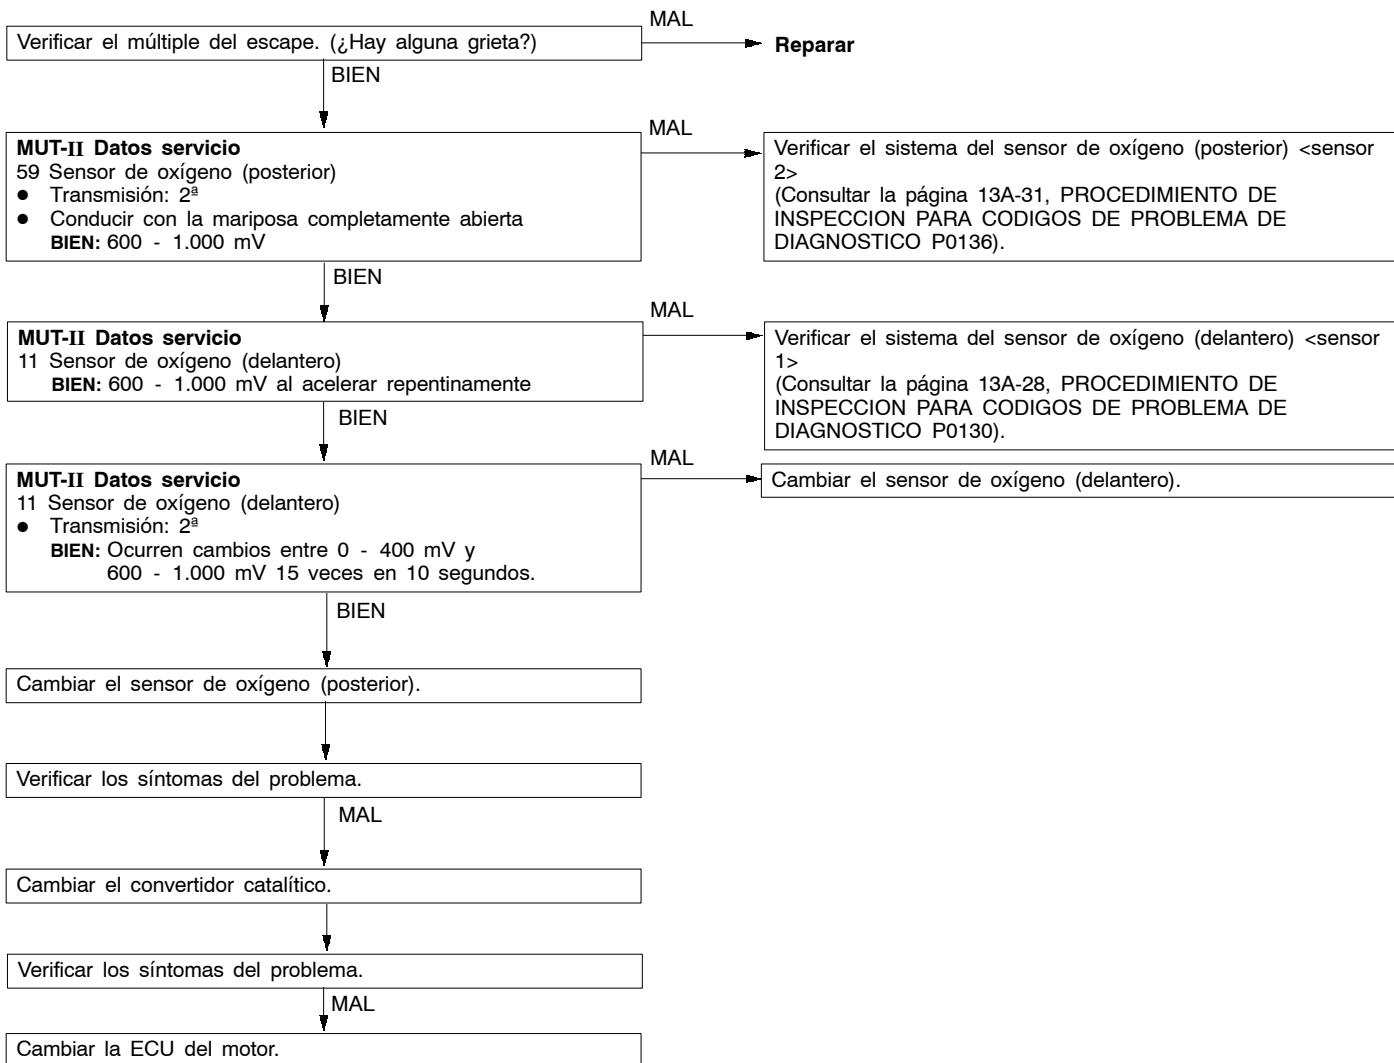 Verificar el múltiple del escape. (¿Hay alguna grieta?)
MAL
Reparar
BIEN
MUT-II Datos servicio
59 Sensor de oxígeno (posterior)
● Transmisión: 2ª
● Conducir con la mariposa completamente abierta
BIEN: 600 - 1.000 mV
MAL
Verificar el sistema del sensor de oxígeno (posterior) <sensor
2>
(Consultar la página 13A-31, PROCEDIMIENTO DE
INSPECCION PARA CODIGOS DE PROBLEMA DE
DIAGNOSTICO P0136).
BIEN
MUT-II Datos servicio
11 Sensor de oxígeno (delantero)
BIEN: 600 - 1.000 mV al acelerar repentinamente
MAL
Verificar el sistema del sensor de oxígeno (delantero) <sensor
1>
(Consultar la página 13A-28, PROCEDIMIENTO DE
INSPECCION PARA CODIGOS DE PROBLEMA DE
DIAGNOSTICO P0130).
BIEN
MUT-II Datos servicio
11 Sensor de oxígeno (delantero)
● Transmisión: 2ª
BIEN: Ocurren cambios entre 0 - 400 mV y
600 - 1.000 mV 15 veces en 10 segundos.
MAL
Cambiar el sensor de oxígeno (delantero).
BIEN
Cambiar el sensor de oxígeno (posterior).
Verificar los síntomas del problema.
MAL
Cambiar el convertidor catalítico.
Verificar los síntomas del problema.
MAL
Cambiar la ECU del motor.